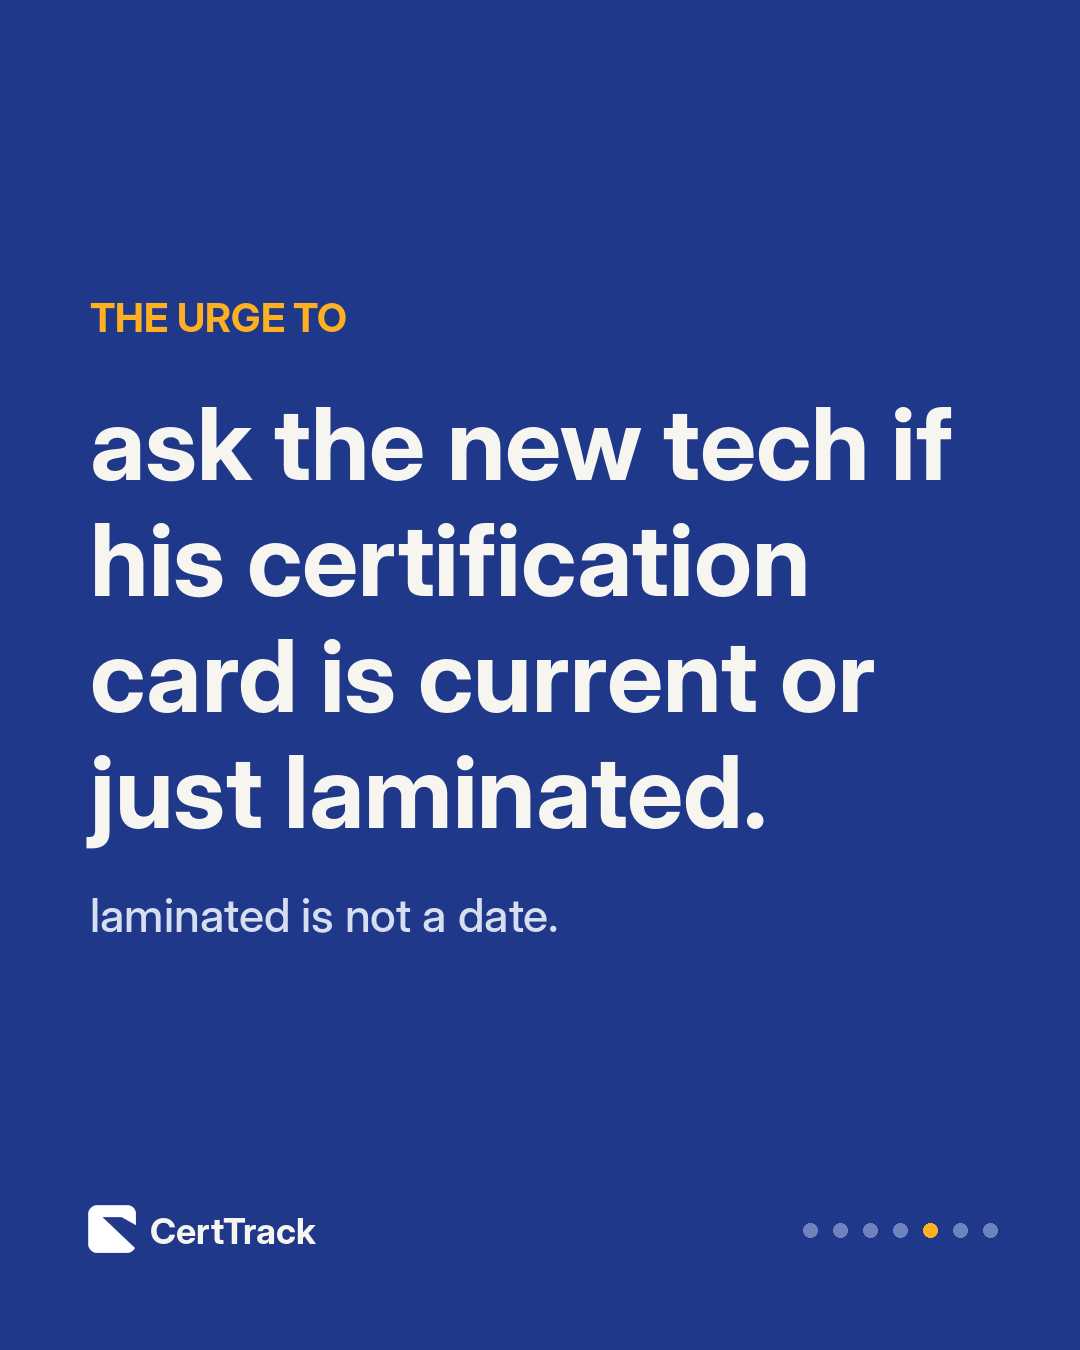 THE URGE TO
ask the new tech if
his certification
card is current or
just laminated.
laminated is not a date.
CertTrack